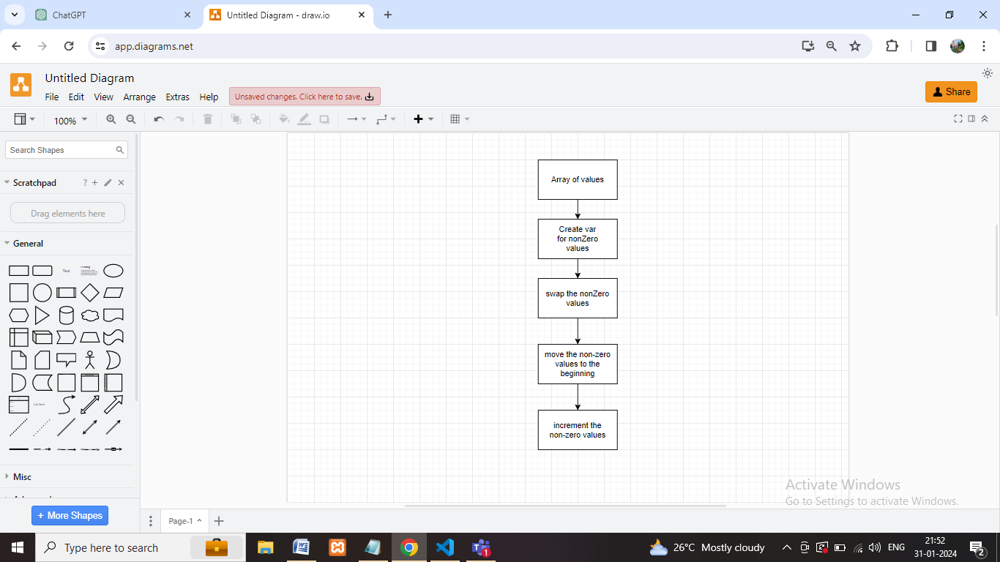 ChatGPT
Untitled Diagram - draw.io
app.diagrams.net
Untitled Diagram
File Edit View Arrange Extras Help
Unsaved changes. Click here to save.
Share
100%
Search Shapes
Scratchpad
?
Drag elements here
General
Text
Misc
+ More Shapes
Array of values
Create var
for nonZero
values
swap the nonZero
values
move the non-zero
values to the
beginning
increment the
non-zero values
Activate Windows
Go to Settings to activate Windows.
Page-1
Type here to search
1
26°C Mostly cloudy
ENG
21:52
31-01-2024
2